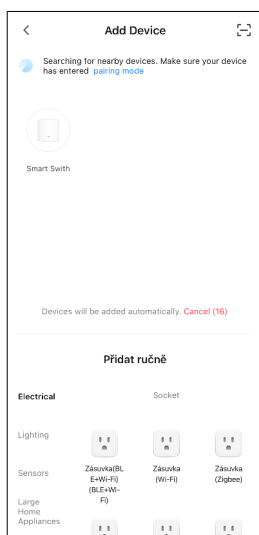 Add Device
Searching for nearby devices. Make sure your device
has entered pairing mode
Smart Swith
Devices will be added automatically. Cancel (16)
Přidat ručně
Electrical
Socket
Lighting
Sensors
Large
Home
Appliances
Zásuvka(BL
E+Wi-Fi)
(BLE+Wi-
Fi)
Zásuvka
(Wi-Fi)
Zásuvka
(Zigbee)